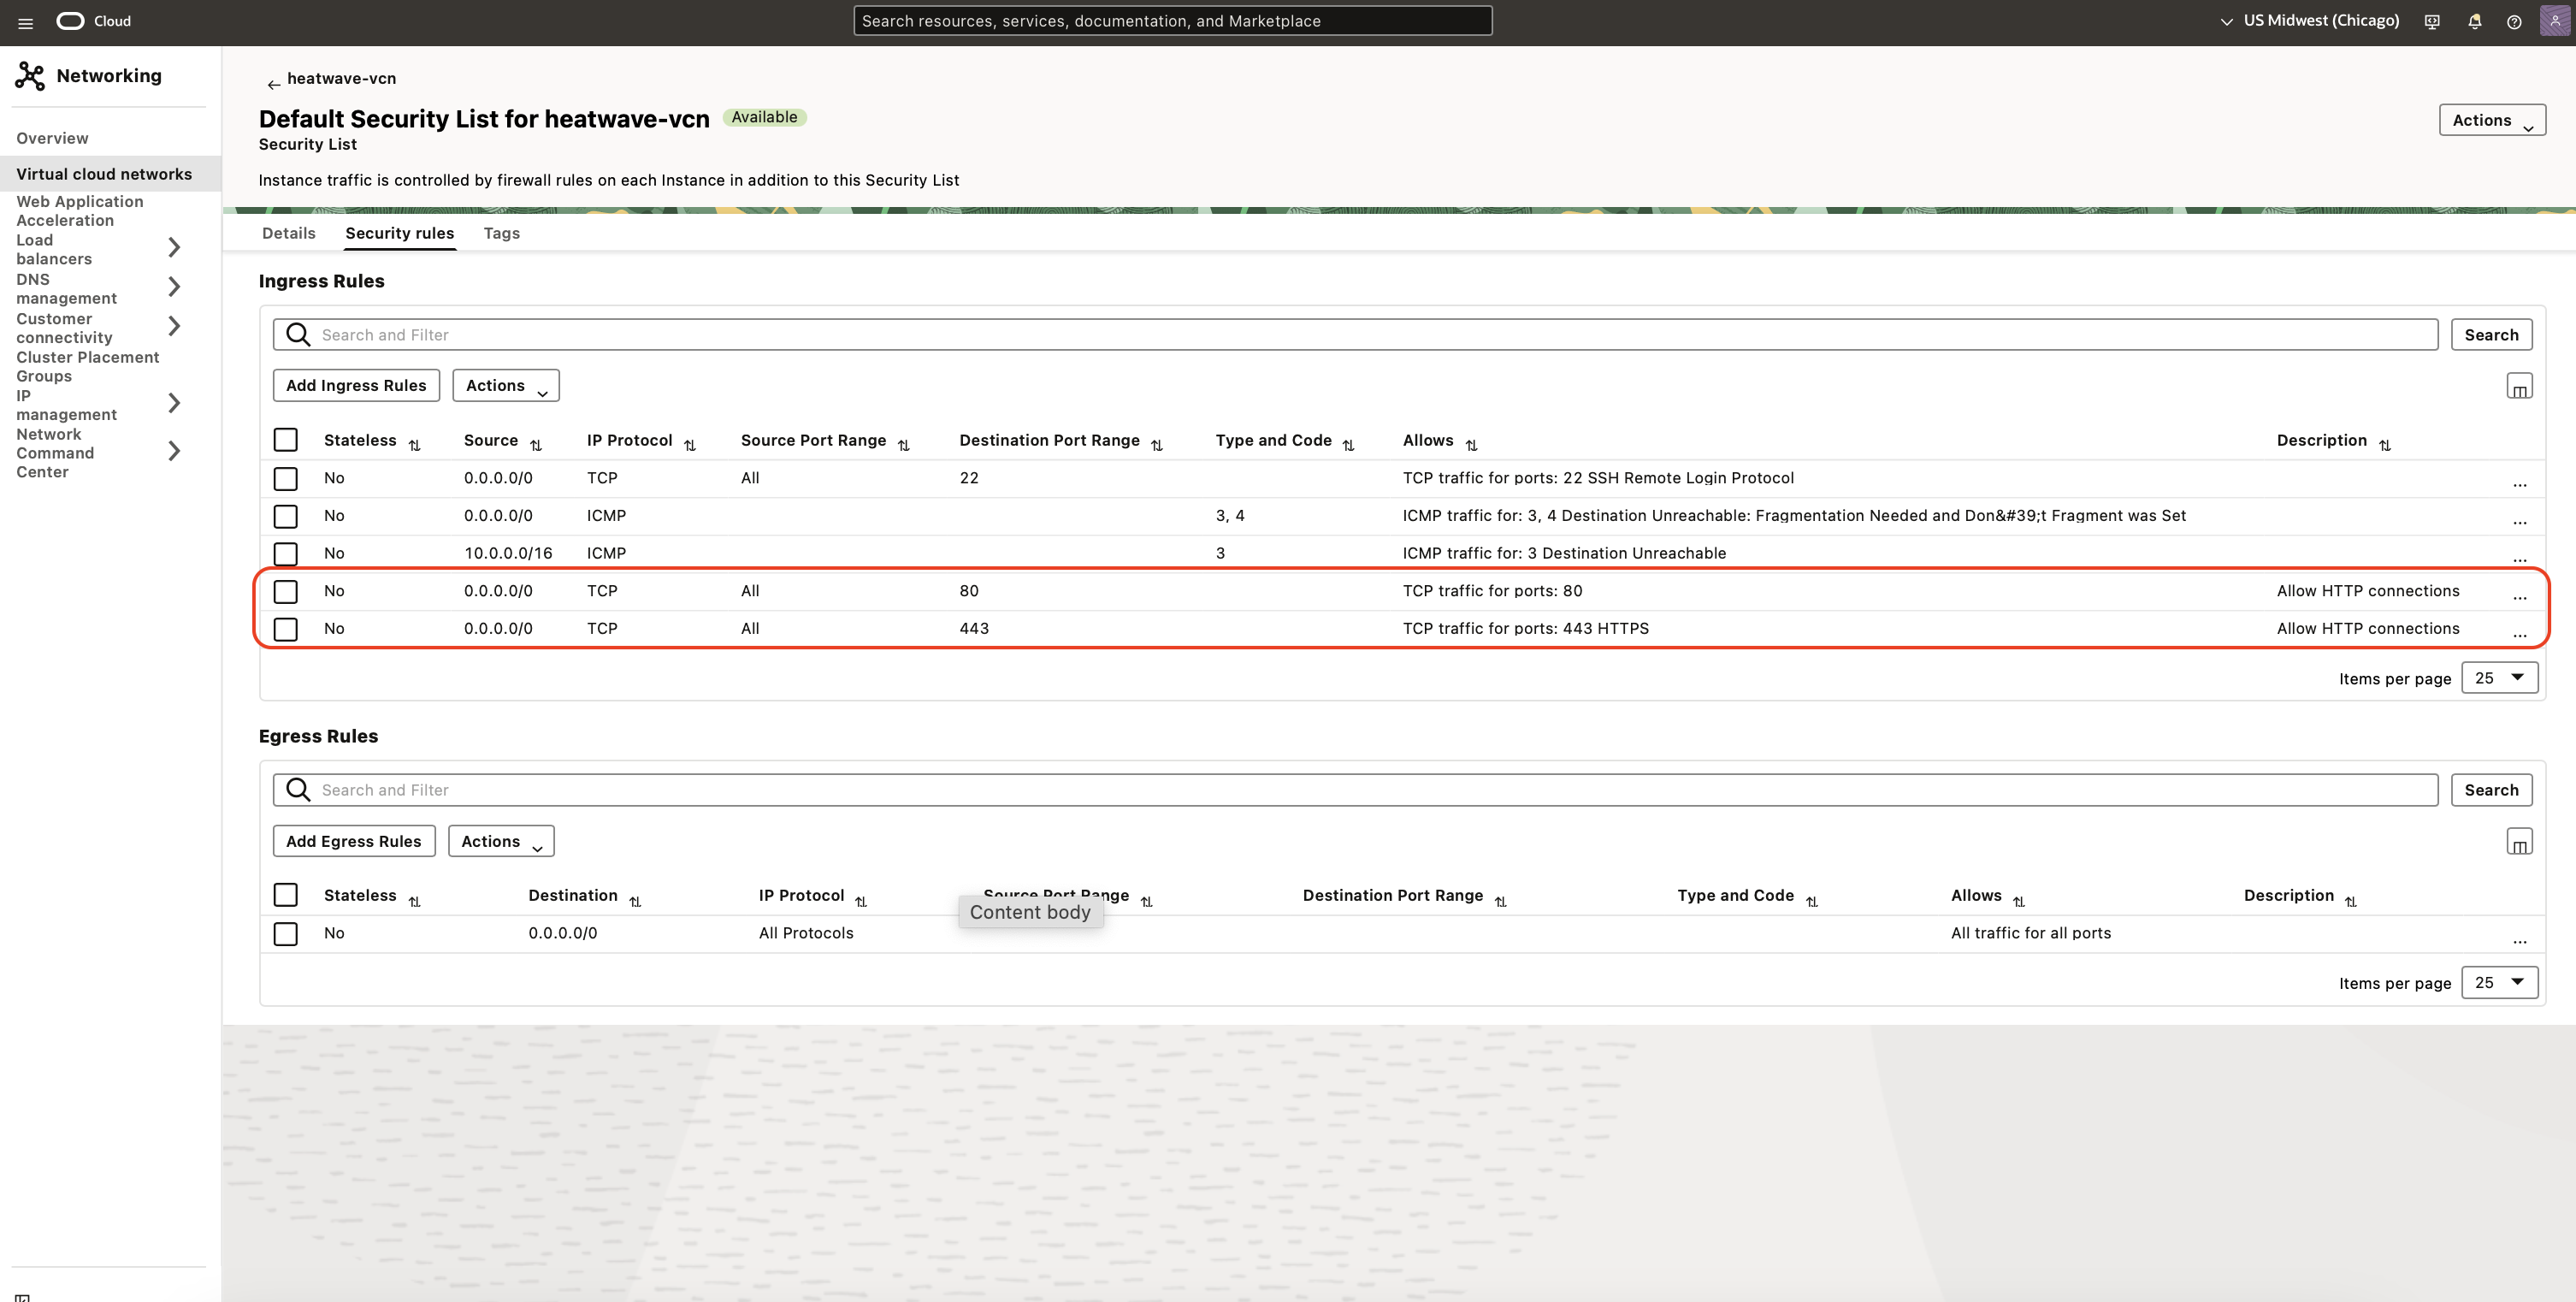 Cloud
Search resources, services, documentation, and Marketplace
US Midwest (Chicago)
Networking
Overview
Virtual cloud networks
Web Application
Acceleration
Load
balancers
DNS
management
Customer
connectivity
Cluster Placement
Groups
IP
management
Network
Command
Center
heatwave-vcn
Default Security List for heatwave-vcn Available
Security List
Actions
Instance traffic is controlled by firewall rules on each Instance in addition to this Security List
Details Security rules Tags
Ingress Rules
Search and Filter Search
Add Ingress Rules Actions
Stateless Source IP Protocol Source Port Range Destination Port Range Type and Code Allows Description
No 0.0.0.0/0 TCP All 22 TCP traffic for ports: 22 SSH Remote Login Protocol ...
No 0.0.0.0/0 ICMP 3, 4 ICMP traffic for: 3, 4 Destination Unreachable: Fragmentation Needed and Don&#39;t Fragment was Set ...
No 10.0.0.0/16 ICMP 3 ICMP traffic for: 3 Destination Unreachable ...
No 0.0.0.0/0 TCP All 80 TCP traffic for ports: 80 Allow HTTP connections ...
No 0.0.0.0/0 TCP All 443 TCP traffic for ports: 443 HTTPS Allow HTTP connections ...
Items per page 25
Egress Rules
Search and Filter Search
Add Egress Rules Actions
Stateless Destination IP Protocol Source Port Range Destination Port Range Type and Code Allows Description
Content body
No 0.0.0.0/0 All Protocols All traffic for all ports ...
Items per page 25